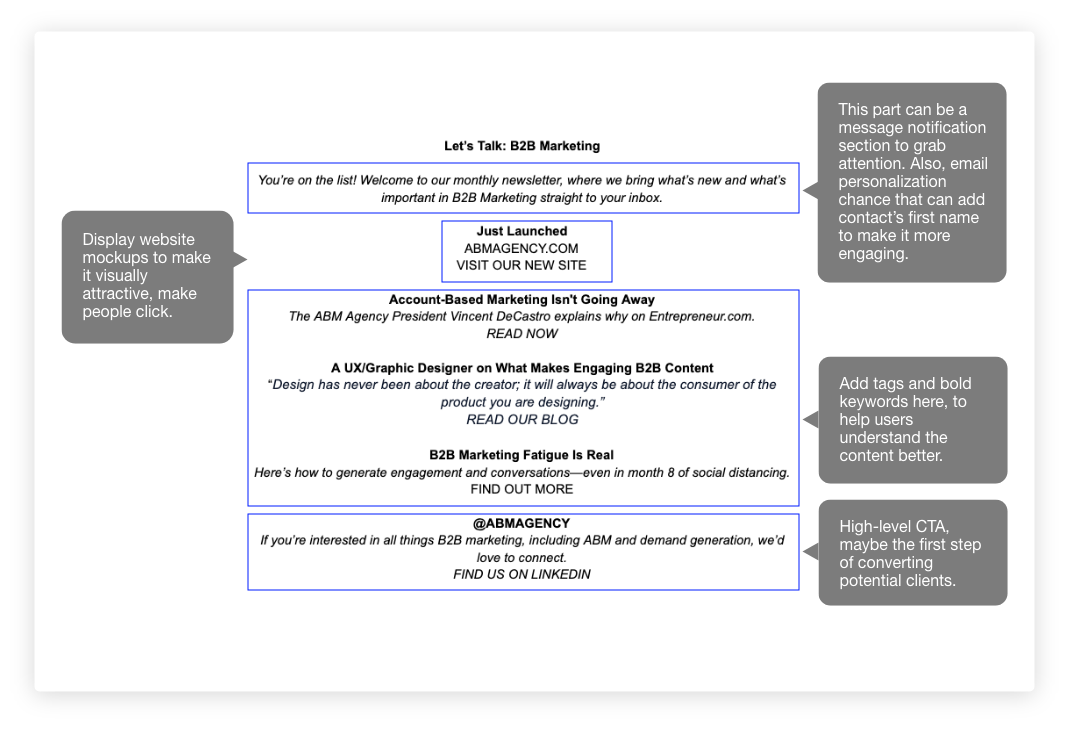 Let's Talk: B2B Marketing
You're on the list! Welcome to our monthly newsletter, where we bring what's new and what's
important in B2B Marketing straight to your inbox.
This part can be a
message notification
section to grab
attention. Also, email
personalization
chance that can add
contact's first name
to make it more
engaging.
Just Launched
ABMAGENCY.COM
VISIT OUR NEW SITE
Display website
mockups to make
it visually
attractive, make
people click.
Account-Based Marketing Isn't Going Away
The ABM Agency President Vincent DeCastro explains why on Entrepreneur.com.
READ NOW
A UX/Graphic Designer on What Makes Engaging B2B Content
“Design has never been about the creator; it will always be about the consumer of the
product you are designing.”
READ OUR BLOG
B2B Marketing Fatigue Is Real
Here's how to generate engagement and conversations—even in month 8 of social distancing.
FIND OUT MORE
Add tags and bold
keywords here, to
help users
understand the
content better.
@ABMAGENCY
If you're interested in all things B2B marketing, including ABM and demand generation, we'd
love to connect.
FIND US ON LINKEDIN
High-level CTA,
maybe the first step
of converting
potential clients.